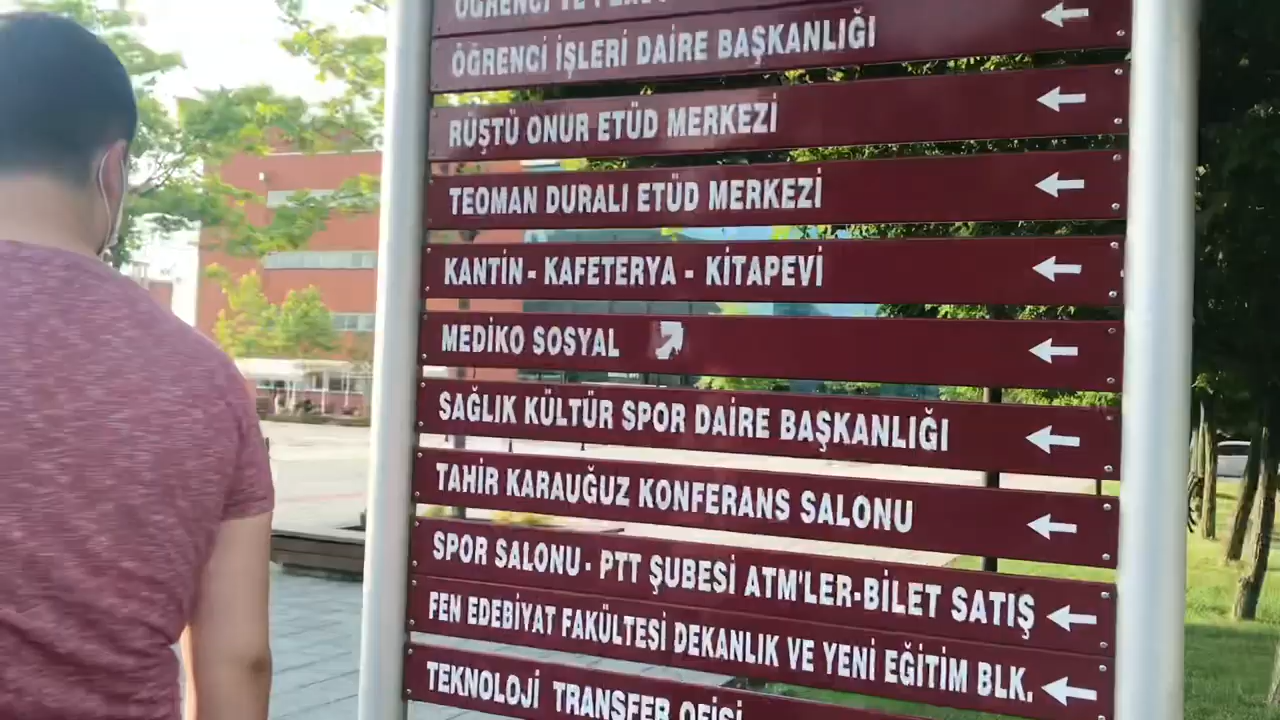 ÖĞRENCİ
ÖĞRENCİ İŞLERİ DAİRE BAŞKANLIĞI
RÜŞTÜ ONUR ETÜD MERKEZİ
TEOMAN DURALI ETÜD MERKEZİ
KANTİN - KAFETERYA - KİTAPEVİ
MEDİKO SOSYAL
SAĞLIK KÜLTÜR SPOR DAİRE BAŞKANLIĞI
TAHİR KARAUĞUZ KONFERANS SALONU
SPOR SALONU - PTT ŞUBESİ ATM'LER-BİLET SATIŞ
FEN EDEBİYAT FAKÜLTESİ DEKANLIK VE YENİ EĞİTİM BLK.
TEKNOLOJİ TRANSFER OFİSİ